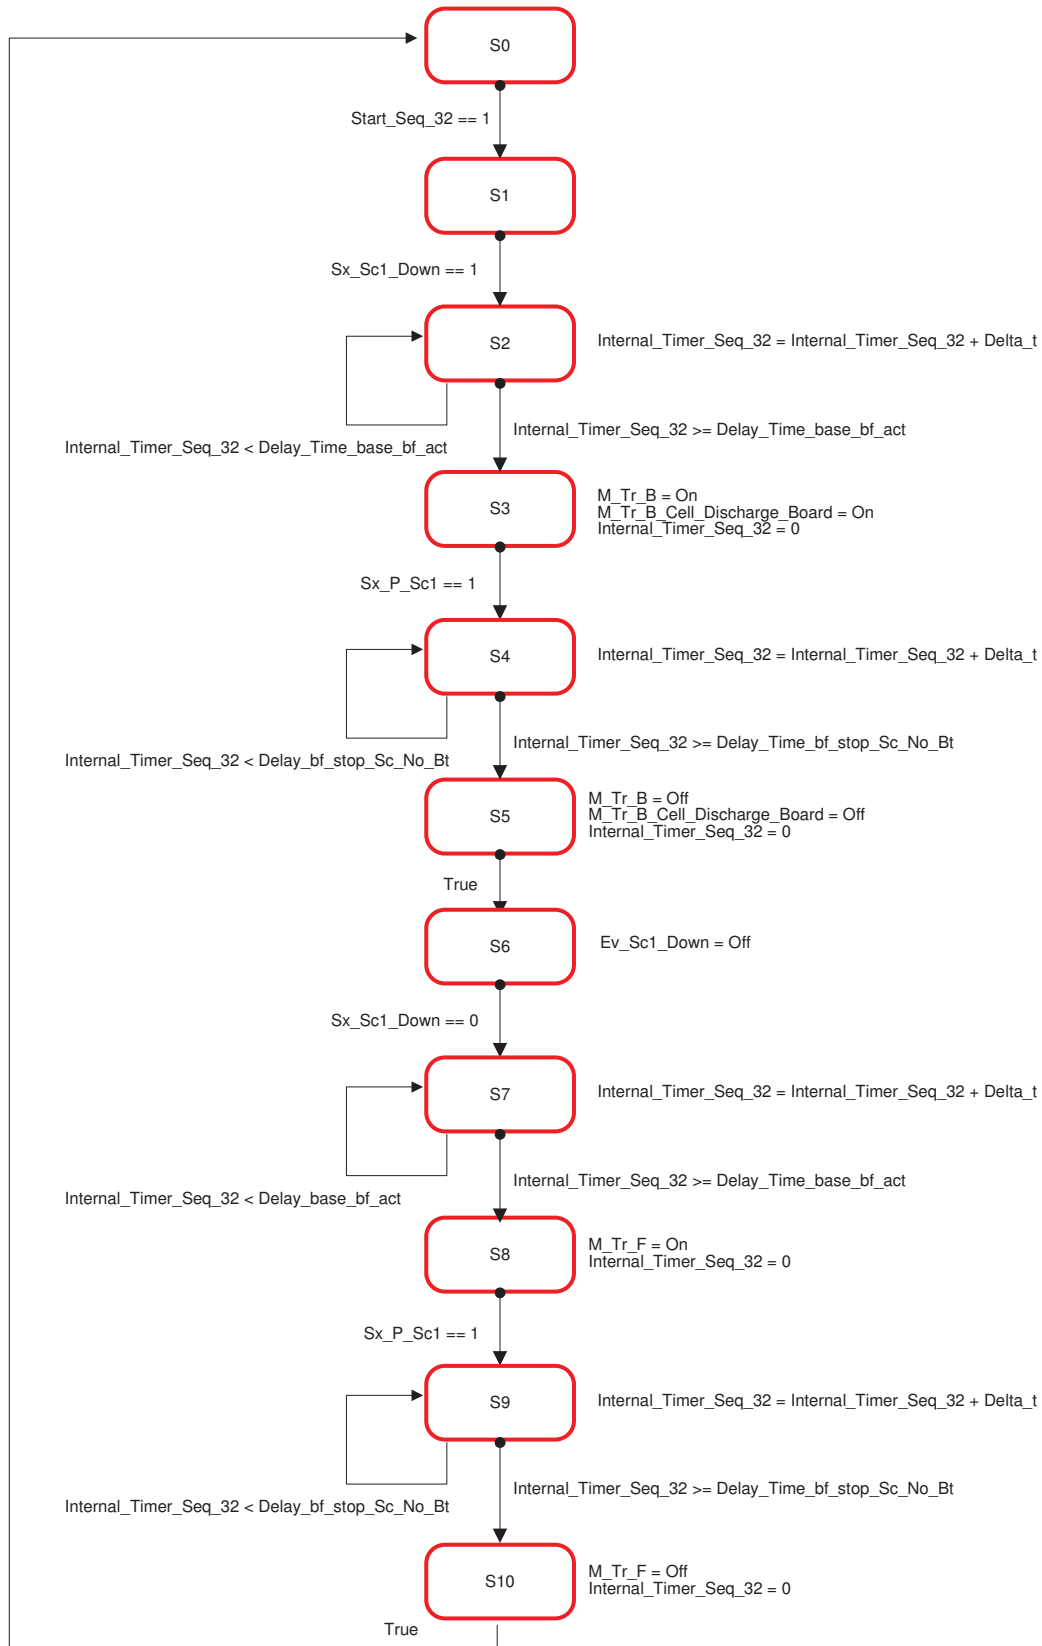 S0
Start_Seq_32 == 1
S1
Sx_Sc1_Down == 1
S2
Internal_Timer_Seq_32 = Internal_Timer_Seq_32 + Delta_t
Internal_Timer_Seq_32 < Delay_Time_base_bf_act
Internal_Timer_Seq_32 >= Delay_Time_base_bf_act
S3
M_Tr_B = On
M_Tr_B_Cell_Discharge_Board = On
Internal_Timer_Seq_32 = 0
Sx_P_Sc1 == 1
S4
Internal_Timer_Seq_32 = Internal_Timer_Seq_32 + Delta_t
Internal_Timer_Seq_32 < Delay_bf_stop_Sc_No_Bt
Internal_Timer_Seq_32 >= Delay_Time_bf_stop_Sc_No_Bt
S5
M_Tr_B = Off
M_Tr_B_Cell_Discharge_Board = Off
Internal_Timer_Seq_32 = 0
True
S6
Ev_Sc1_Down = Off
Sx_Sc1_Down == 0
S7
Internal_Timer_Seq_32 = Internal_Timer_Seq_32 + Delta_t
Internal_Timer_Seq_32 < Delay_base_bf_act
Internal_Timer_Seq_32 >= Delay_Time_base_bf_act
S8
M_Tr_F = On
Internal_Timer_Seq_32 = 0
Sx_P_Sc1 == 1
S9
Internal_Timer_Seq_32 = Internal_Timer_Seq_32 + Delta_t
Internal_Timer_Seq_32 < Delay_bf_stop_Sc_No_Bt
Internal_Timer_Seq_32 >= Delay_Time_bf_stop_Sc_No_Bt
S10
M_Tr_F = Off
Internal_Timer_Seq_32 = 0
True